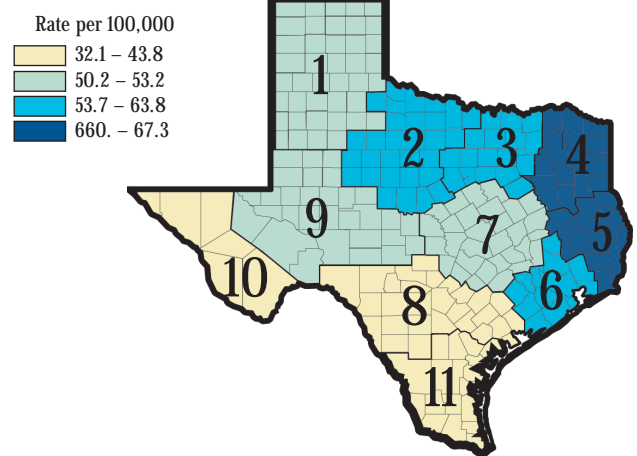 Rate per 100,000
32.1 – 43.8
50.2 – 53.2
53.7 – 63.8
660. – 67.3
1
2
3
4
9
7
5
10
8
6
11